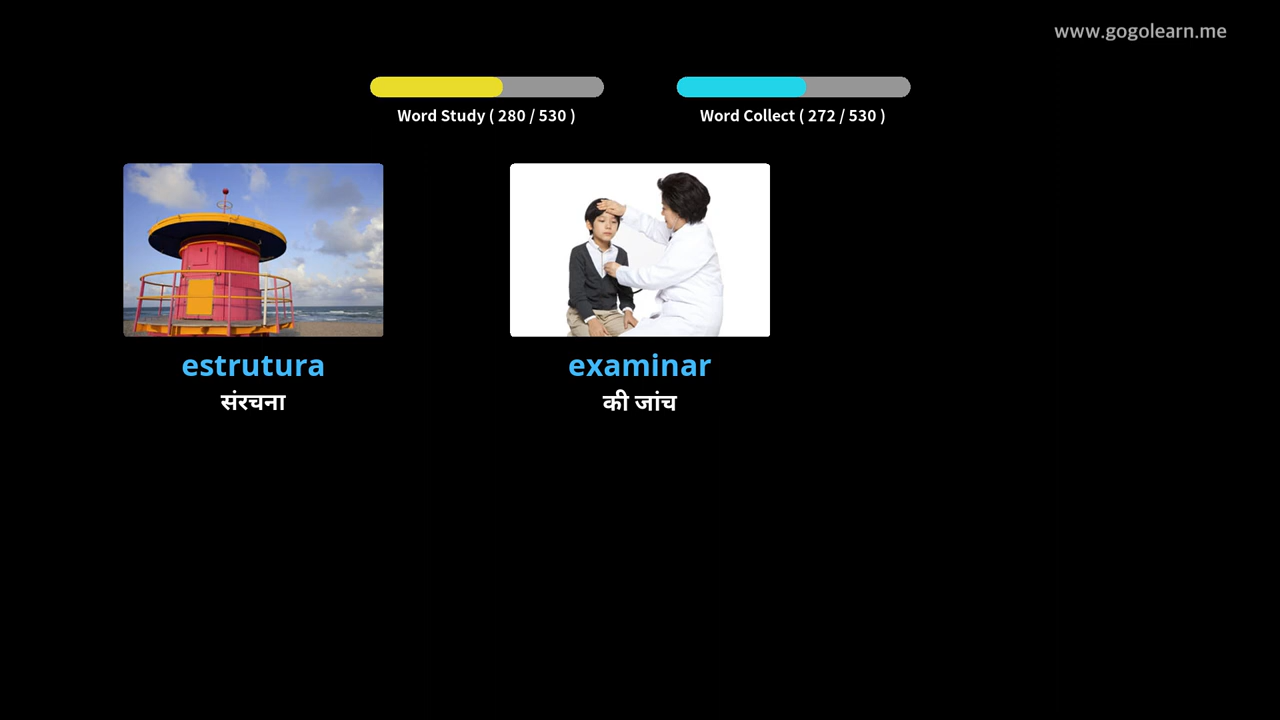 www.gogolearn.me
Word Study ( 280 / 530 )
Word Collect ( 272 / 530 )
estrutura
संरचना
examinar
की जांच